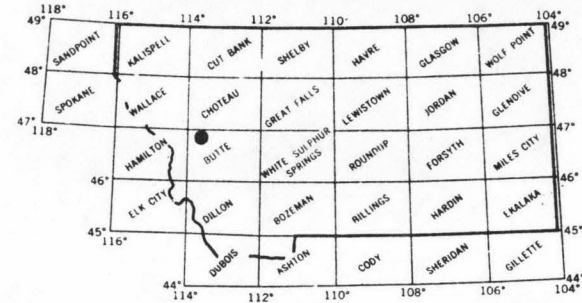 118° 116° 114° 112° 110° 108° 106° 104°
49° 49°
SANDPOINT KALISPELL CUT BANK SHELBY HAVRE GLASGOW WOLF POINT
48° 48°
SPOKANE WALLACE CHOTEAU GREAT FALLS LEWISTOWN JORDAN GLENDIVE
47° 47°
118°
HAMILTON BUTTE WHITE SULPHUR SPRINGS ROUNDUP FORSYTH MILES CITY
46° 46°
ELK CITY DILLON BOZEMAN BILLINGS HARDIN EKALAKA
45° 45°
116°
DUBOIS ASHTON CODY SHERIDAN GILLETTE
44° 44°
114° 112° 110° 108° 106° 104°